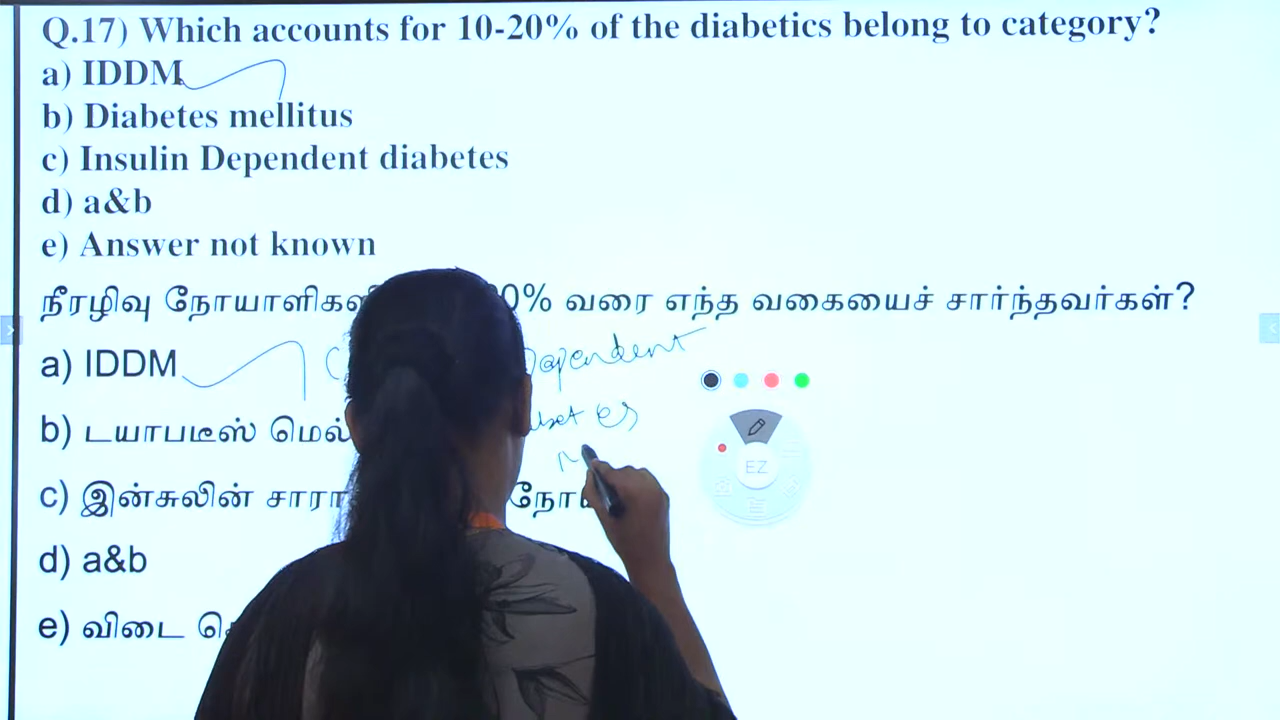 Q.17) Which accounts for 10-20% of the diabetics belong to category?
a) IDDM
b) Diabetes mellitus
c) Insulin Dependent diabetes
d) a&b
e) Answer not known
நீரழிவு 0% வரை எந்த வகையைச் சார்ந்தவர்கள்?
a) IDDM
b) டயாபடீஸ்
c) இன்சுலின்
d) a&b
e) விடை
EZ